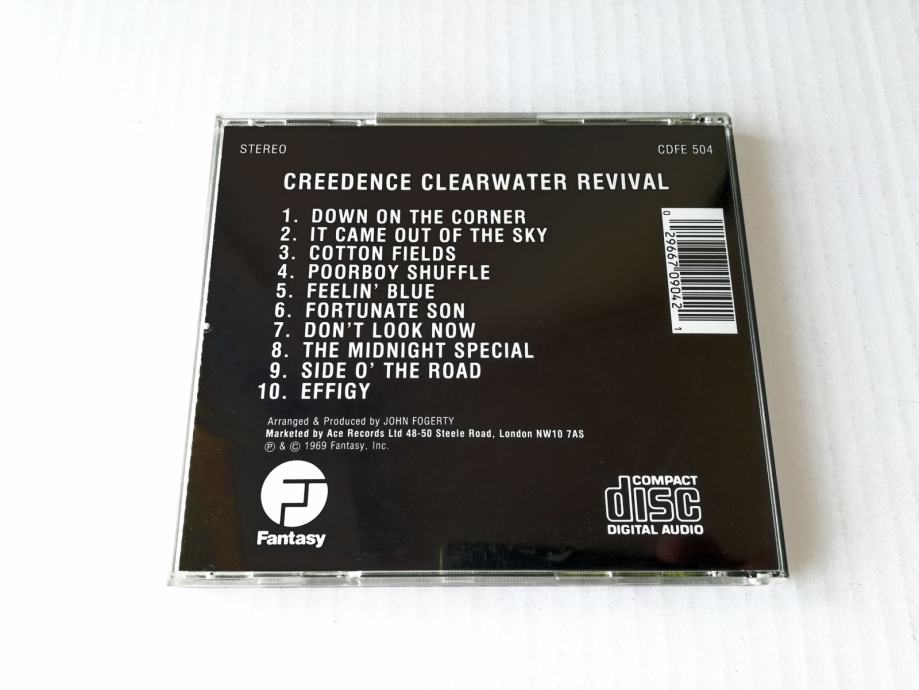 STEREO
CDFE 504
CREEDENCE CLEARWATER REVIVAL
1. DOWN ON THE CORNER
2. IT CAME OUT OF THE SKY
3. COTTON FIELDS
4. POORBOY SHUFFLE
5. FEELIN' BLUE
6. FORTUNATE SON
7. DON'T LOOK NOW
8. THE MIDNIGHT SPECIAL
9. SIDE O' THE ROAD
10. EFFIGY
0 29667 09042 1
Arranged & Produced by JOHN FOGERTY
Marketed by Ace Records Ltd 48-50 Steele Road, London NW10 7AS
℗ & © 1969 Fantasy, Inc.
Fantasy
COMPACT
disc
DIGITAL AUDIO